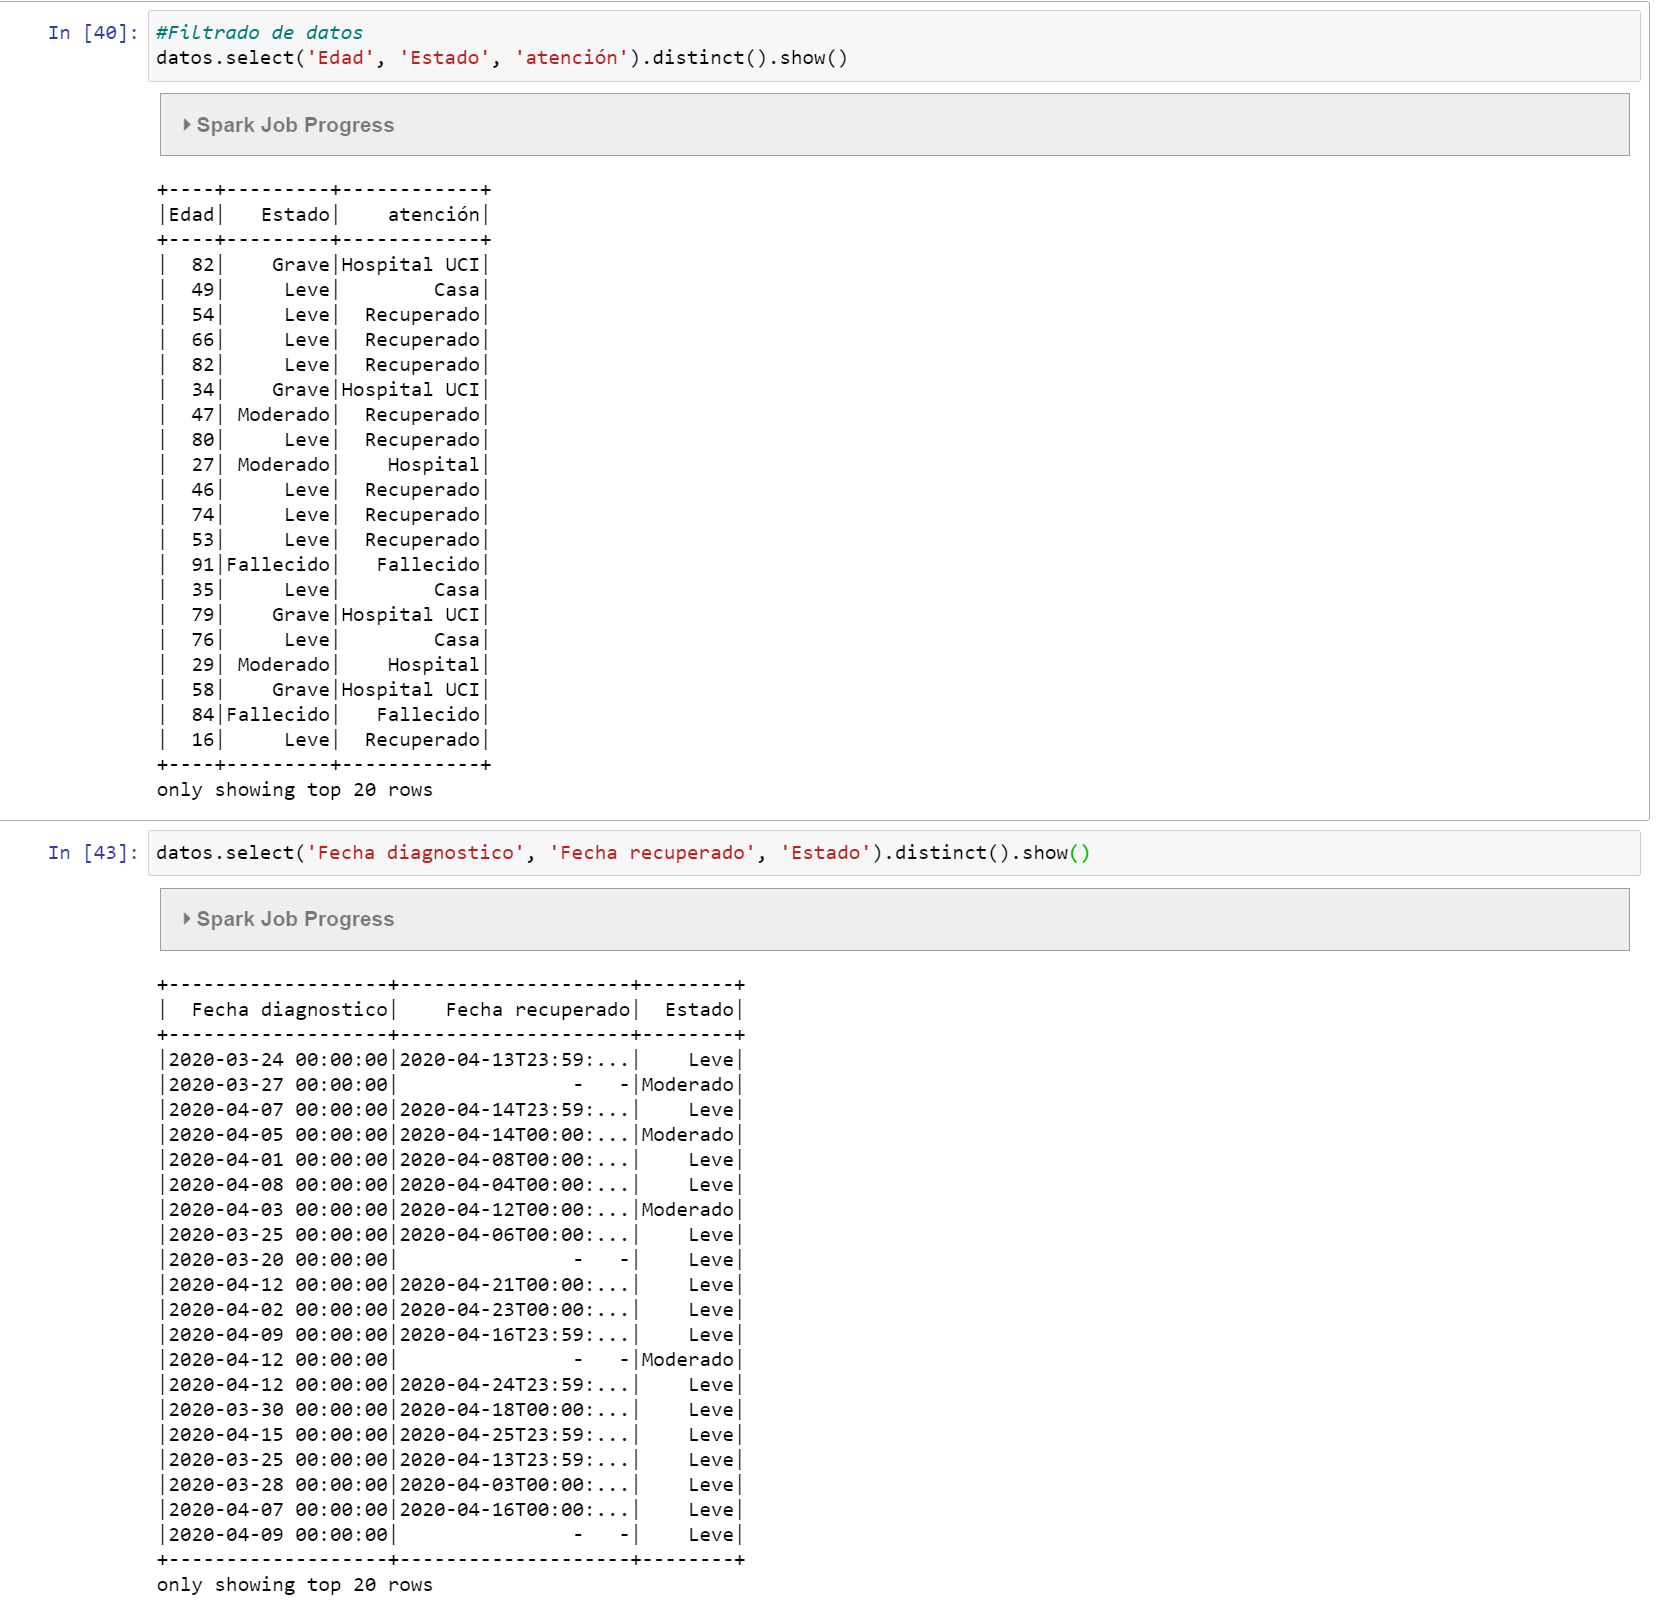 In [40]: #Filtrado de datos
datos.select('Edad', 'Estado', 'atención').distinct().show()
Spark Job Progress
+----+---------+------------+
|Edad|   Estado|    atención|
+----+---------+------------+
|  82|    Grave|Hospital UCI|
|  49|     Leve|        Casa|
|  54|     Leve|  Recuperado|
|  66|     Leve|  Recuperado|
|  82|     Leve|  Recuperado|
|  34|    Grave|Hospital UCI|
|  47| Moderado|  Recuperado|
|  80|     Leve|  Recuperado|
|  27| Moderado|    Hospital|
|  46|     Leve|  Recuperado|
|  74|     Leve|  Recuperado|
|  53|     Leve|  Recuperado|
|  91|Fallecido|   Fallecido|
|  35|     Leve|        Casa|
|  79|    Grave|Hospital UCI|
|  76|     Leve|        Casa|
|  29| Moderado|    Hospital|
|  58|    Grave|Hospital UCI|
|  84|Fallecido|   Fallecido|
|  16|     Leve|  Recuperado|
+----+---------+------------+
only showing top 20 rows
In [43]: datos.select('Fecha diagnostico', 'Fecha recuperado', 'Estado').distinct().show()
Spark Job Progress
+-------------------+--------------------+--------+
|  Fecha diagnostico|    Fecha recuperado|  Estado|
+-------------------+--------------------+--------+
|2020-03-24 00:00:00|2020-04-13T23:59:...|    Leve|
|2020-03-27 00:00:00|               -   -|Moderado|
|2020-04-07 00:00:00|2020-04-14T23:59:...|    Leve|
|2020-04-05 00:00:00|2020-04-14T00:00:...|Moderado|
|2020-04-01 00:00:00|2020-04-08T00:00:...|    Leve|
|2020-04-08 00:00:00|2020-04-04T00:00:...|    Leve|
|2020-04-03 00:00:00|2020-04-12T00:00:...|Moderado|
|2020-03-25 00:00:00|2020-04-06T00:00:...|    Leve|
|2020-03-20 00:00:00|               -   -|    Leve|
|2020-04-12 00:00:00|2020-04-21T00:00:...|    Leve|
|2020-04-02 00:00:00|2020-04-23T00:00:...|    Leve|
|2020-04-09 00:00:00|2020-04-16T23:59:...|    Leve|
|2020-04-12 00:00:00|               -   -|Moderado|
|2020-04-12 00:00:00|2020-04-24T23:59:...|    Leve|
|2020-03-30 00:00:00|2020-04-18T00:00:...|    Leve|
|2020-04-15 00:00:00|2020-04-25T23:59:...|    Leve|
|2020-03-25 00:00:00|2020-04-13T23:59:...|    Leve|
|2020-03-28 00:00:00|2020-04-03T00:00:...|    Leve|
|2020-04-07 00:00:00|2020-04-16T00:00:...|    Leve|
|2020-04-09 00:00:00|               -   -|    Leve|
+-------------------+--------------------+--------+
only showing top 20 rows